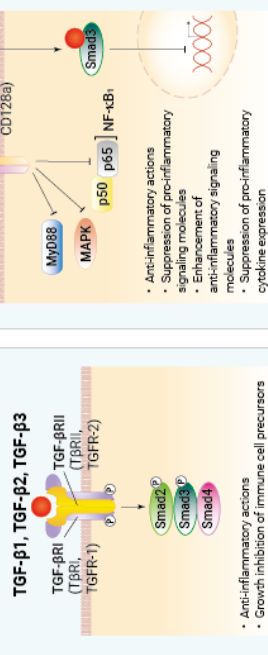 TGF-β1, TGF-β2, TGF-β3
TGF-βRI
(TβRI,
TGFR-1)
TGF-βRII
(TβRII,
TGFR-2)
P
P
Smad2
P
Smad3
P
Smad4
• Anti-inflammatory actions
• Growth inhibition of immune cell precursors
CD128a)
Smad3
MyD88
MAPK
p50
p65
NF-κB1
• Anti-inflammatory actions
• Suppression of pro-inflammatory
signaling molecules
• Enhancement of
anti-inflammatory signaling
molecules
• Suppression of pro-inflammatory
cytokine expression